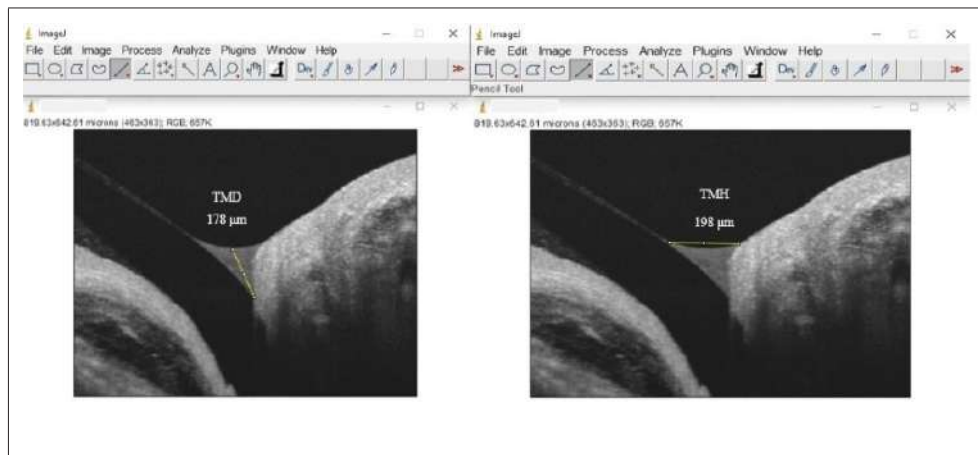 ImageJ
File Edit Image Process Analyze Plugins Window Help
A Dev
819.63x642.61 microns (463x363); RGB; 657K
TMD
178 µm
ImageJ
File Edit Image Process Analyze Plugins Window Help
A Dev
Pencil Tool
819.63x642.61 microns (463x363); RGB; 657K
TMH
198 µm